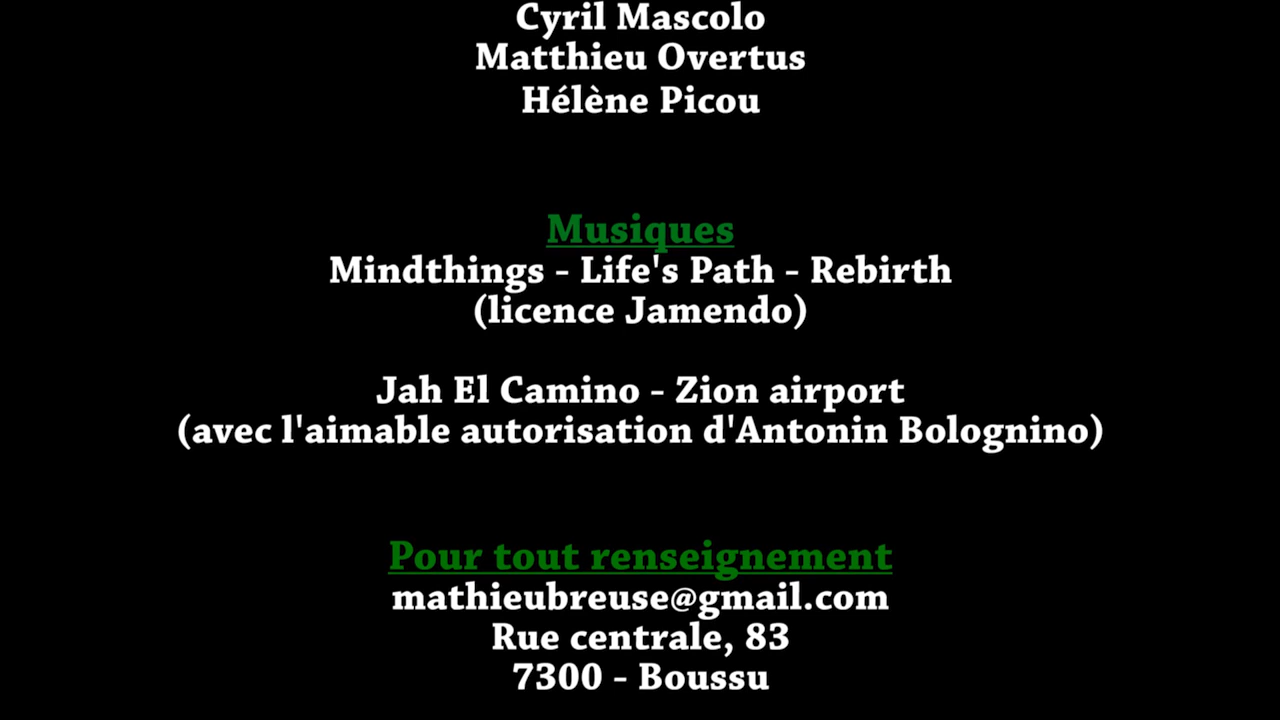 Cyril Mascolo
Matthieu Overtus
Hélène Picou
Musiques
Mindthings - Life's Path - Rebirth
(licence Jamendo)
Jah El Camino - Zion airport
(avec l'aimable autorisation d'Antonin Bolognino)
Pour tout renseignement
mathieubreuse@gmail.com
Rue centrale, 83
7300 - Boussu